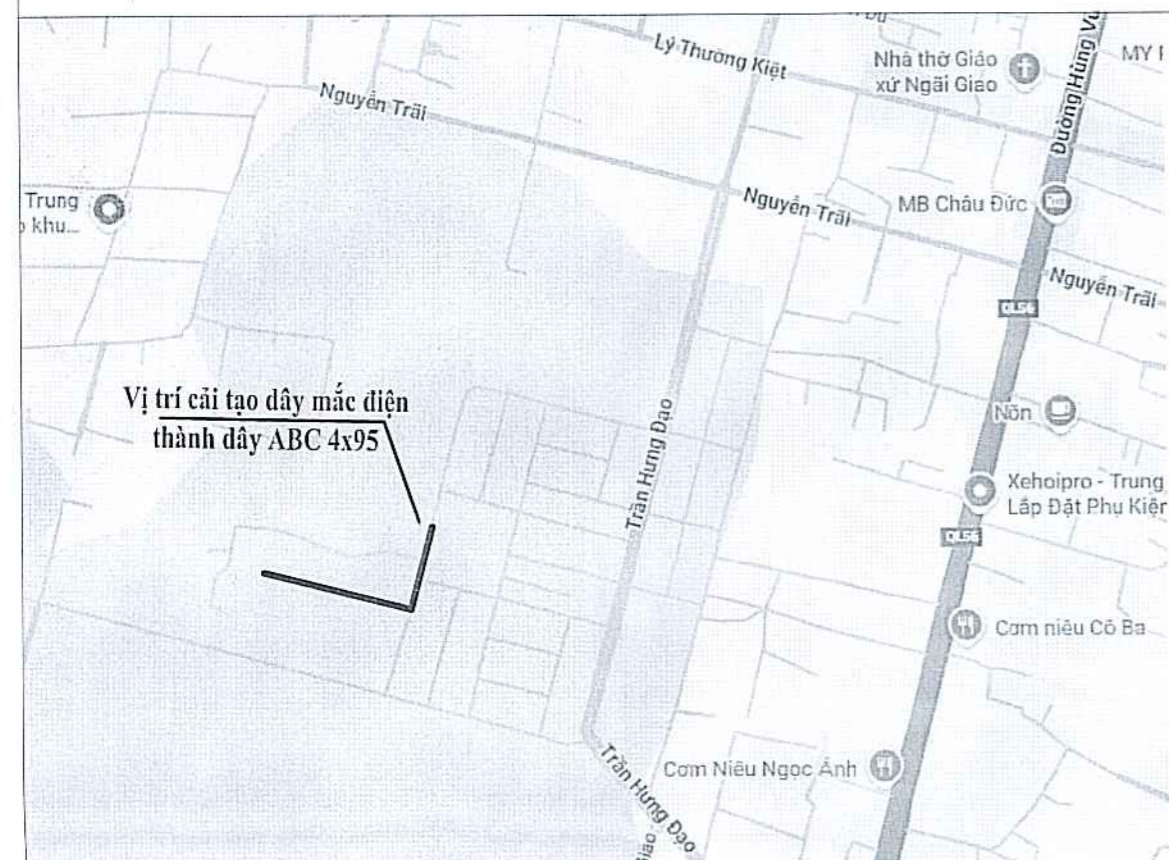 Lý Thường Kiệt
Nhà thờ Giáo
xứ Ngãi Giao
Đường Hùng Vư
MY
Nguyễn Trãi
Trung
khu...
Nguyễn Trãi
MB Châu Đức
Nguyễn Trãi
QL56
Vị trí cải tạo dây mắc điện
thành dây ABC 4x95
Trần Hưng Đạo
Nõn
Xehoipro - Trung
Lắp Đặt Phụ Kiện
QL56
Cơm niêu Cô Ba
Cơm Niêu Ngọc Ánh
Trần Hưng Đạo
Giao